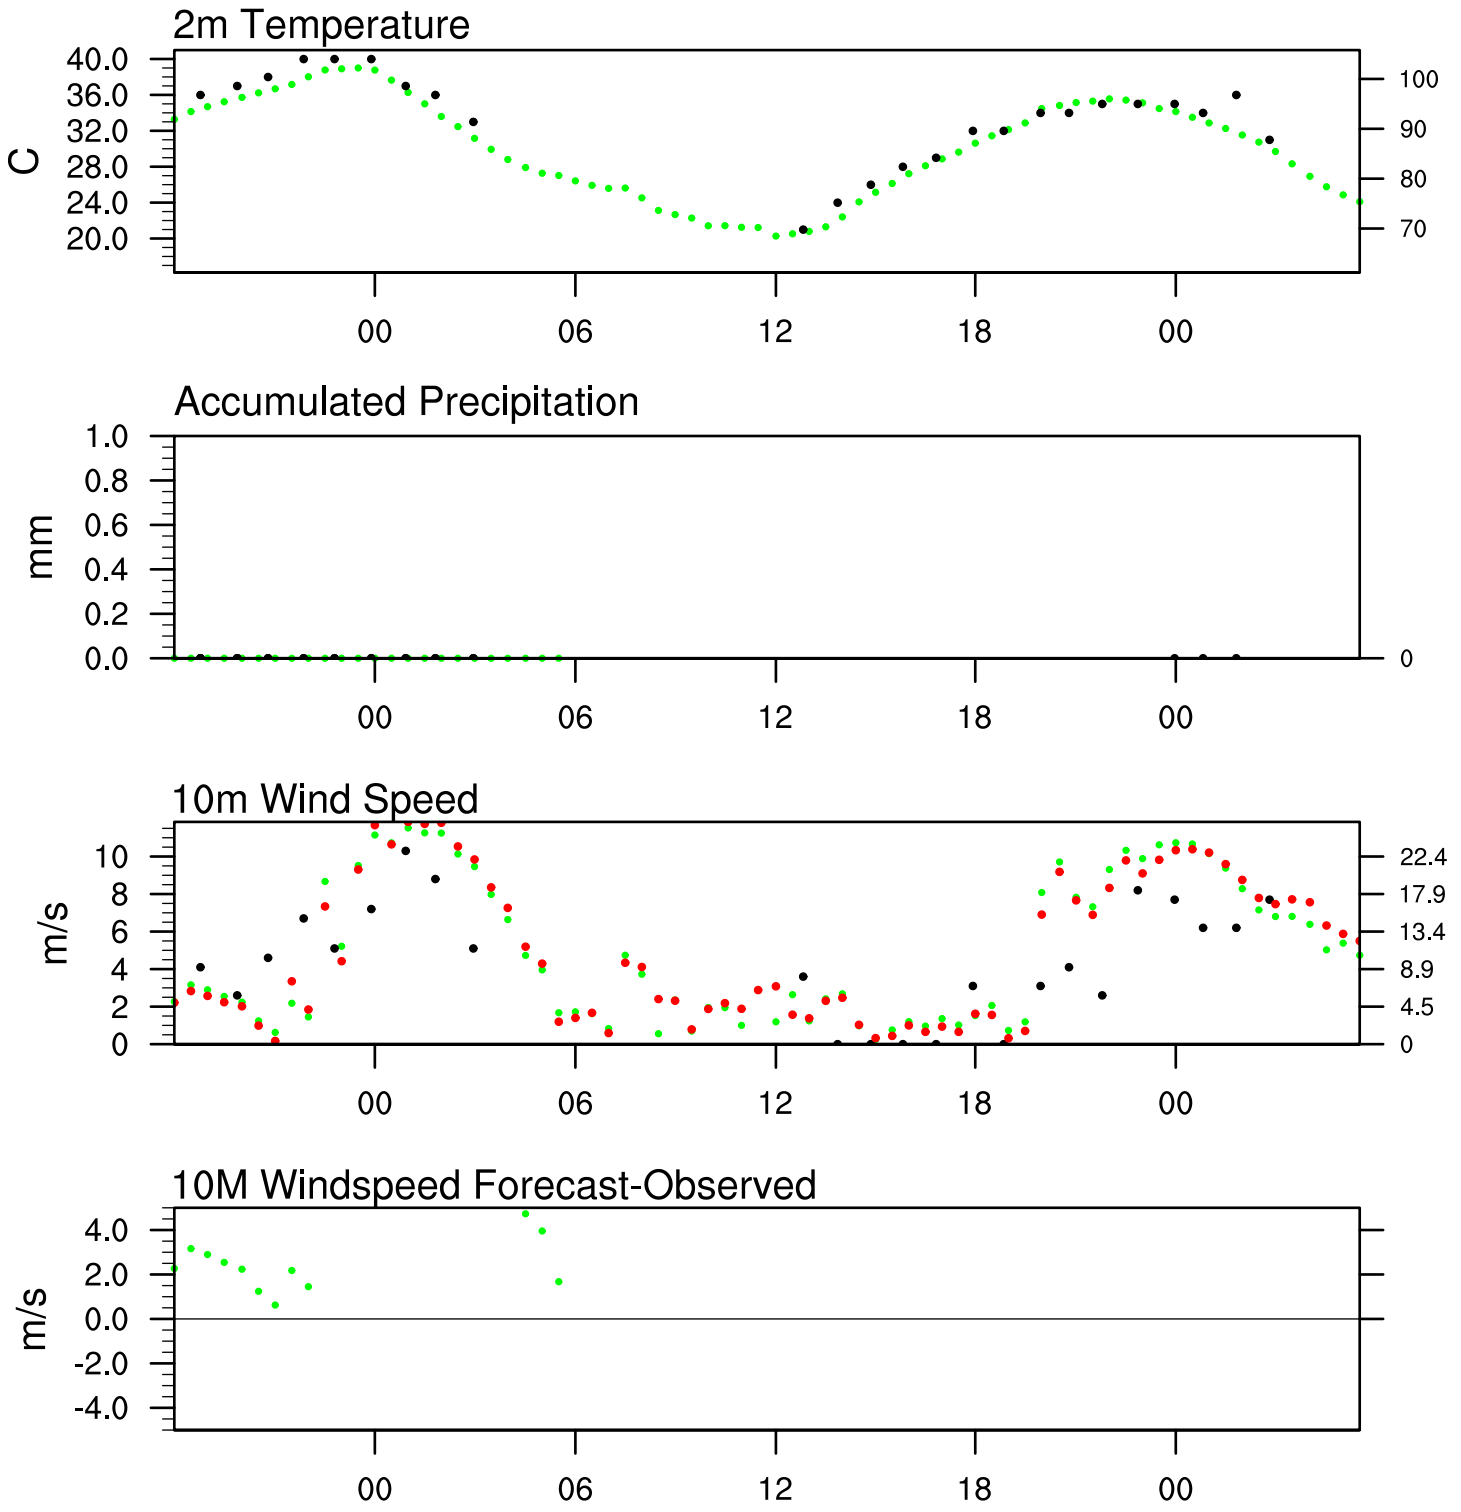 2m Temperature
40.0
36.0
32.0
28.0
24.0
20.0
C
100
90
80
70
00 06 12 18 00
Accumulated Precipitation
1.0
0.8
0.6
0.4
0.2
0.0
mm
0
00 06 12 18 00
10m Wind Speed
10
8
6
4
2
0
m/s
22.4
17.9
13.4
8.9
4.5
0
00 06 12 18 00
10M Windspeed Forecast-Observed
4.0
2.0
0.0
-2.0
-4.0
m/s
00 06 12 18 00